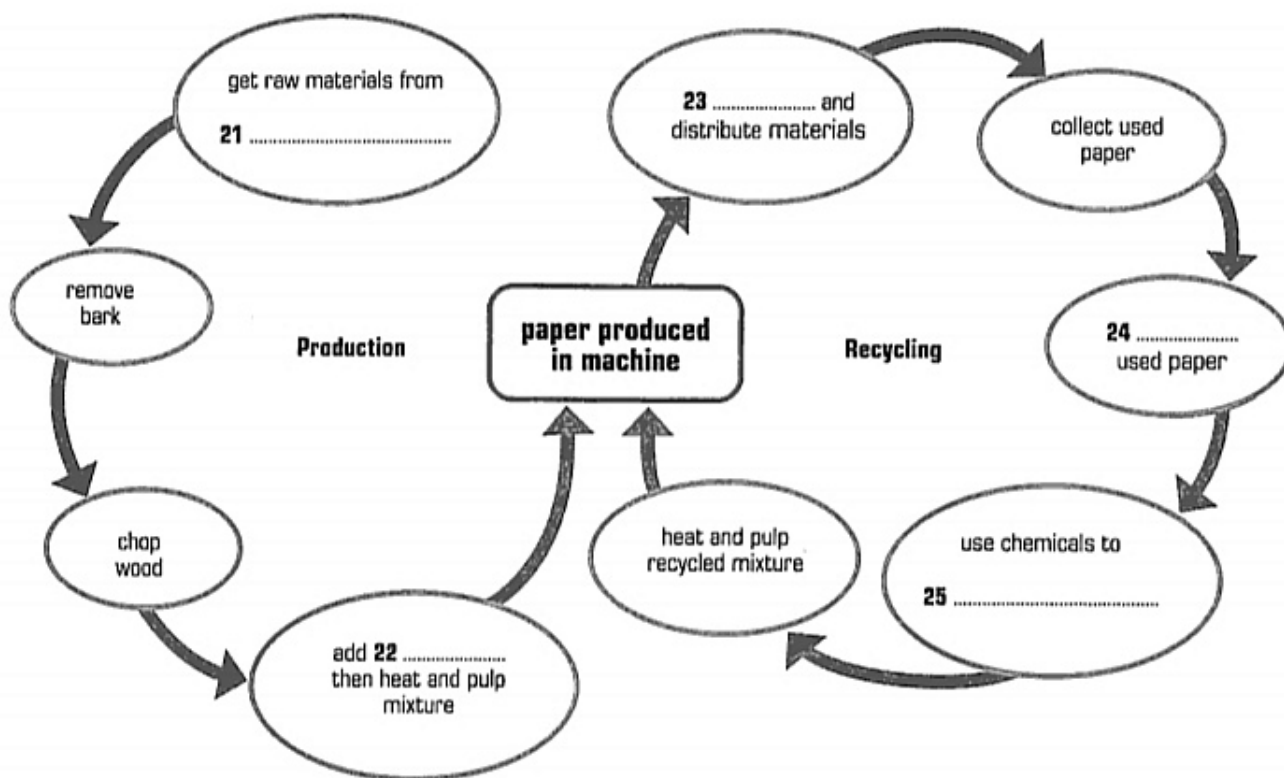 get raw materials from
21 ........................................
remove
bark
chop
wood
add 22 .....................
then heat and pulp
mixture
Production
paper produced
in machine
23 ..................... and
distribute materials
collect used
paper
24 .....................
used paper
use chemicals to
25 ........................................
heat and pulp
recycled mixture
Recycling